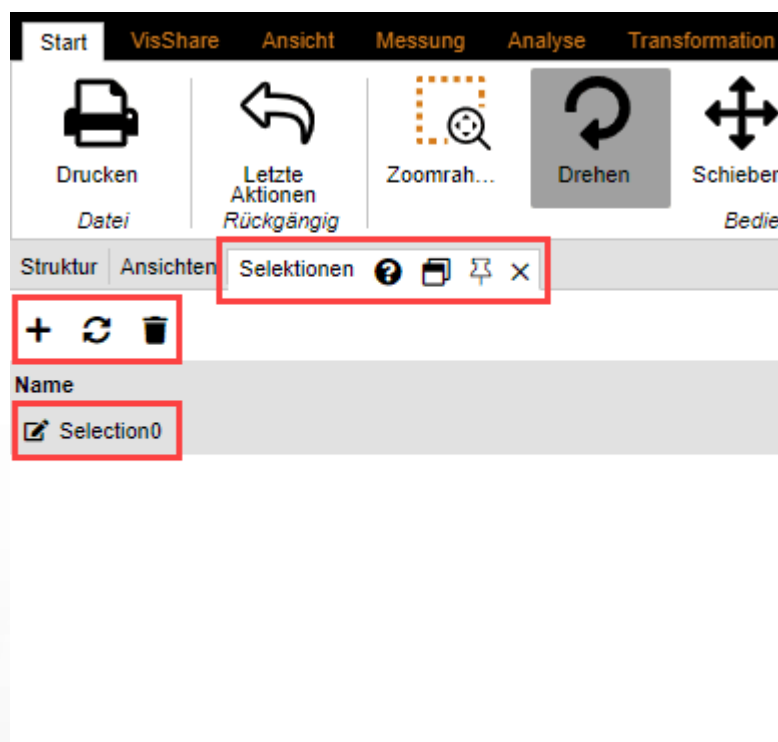 Start VisShare Ansicht Messung Analyse Transformation
Drucken Letzte Aktionen Zoomrah... Drehen Schieben
Datei Rückgängig Bedie
Struktur Ansichten Selektionen
Name
Selection0